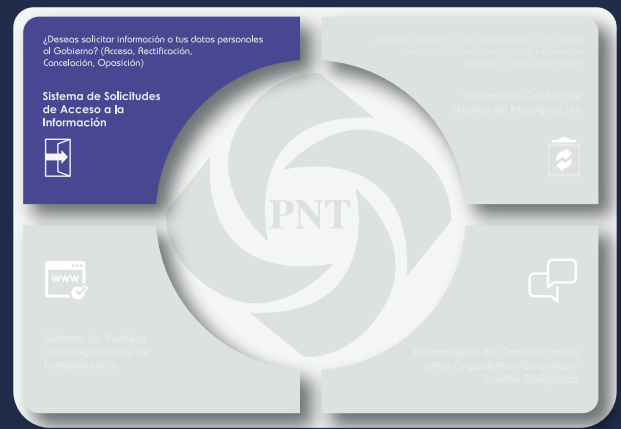 ¿Deseas solicitar información o tus datos personales
al Gobierno? (Acceso, Rectificación,
Cancelación, Oposición)
Sistema de Solicitudes
de Acceso a la
Información
Sistema de Gestión de
Medios de Impugnación
PNT
www
Sistema de Portales
de Obligaciones de
Transparencia
Herramienta de Comunicación
entre Organismos Garantes y
Sujetos Obligados